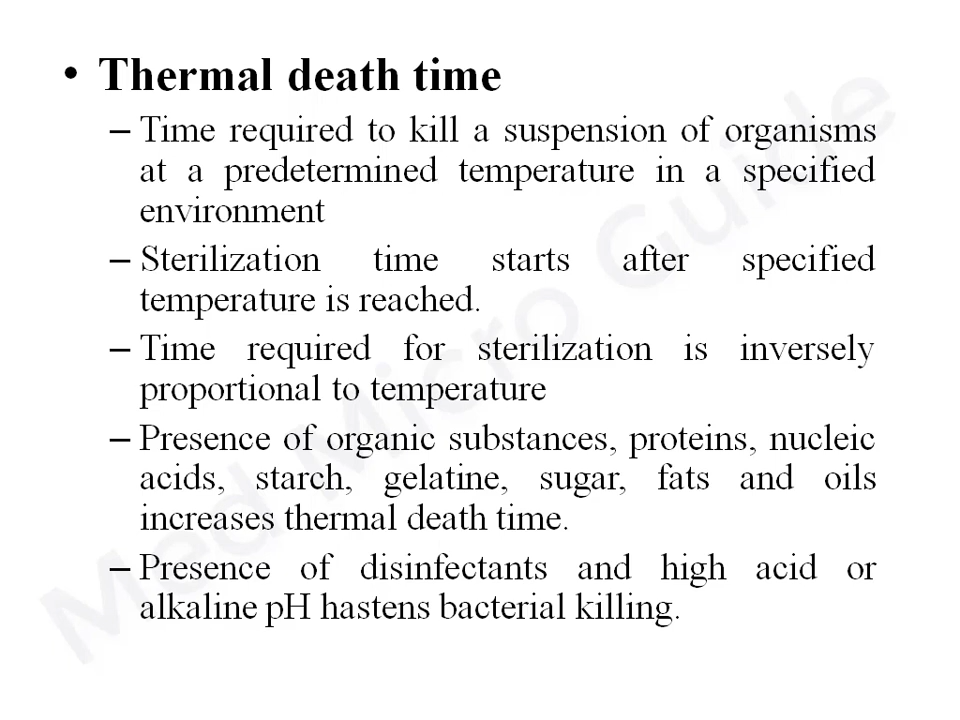 • Thermal death time
– Time required to kill a suspension of organisms
at a predetermined temperature in a specified
environment
– Sterilization time starts after specified
temperature is reached.
– Time required for sterilization is inversely
proportional to temperature
– Presence of organic substances, proteins, nucleic
acids, starch, gelatine, sugar, fats and oils
increases thermal death time.
– Presence of disinfectants and high acid or
alkaline pH hastens bacterial killing.
Med Micro Guide